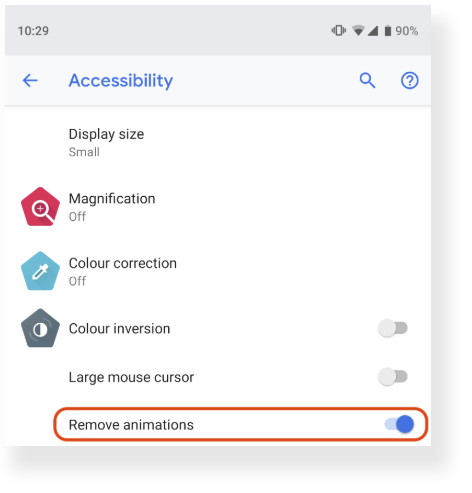 10:29 90%
Accessibility
Display size
Small
Magnification
Off
Colour correction
Off
Colour inversion
Large mouse cursor
Remove animations